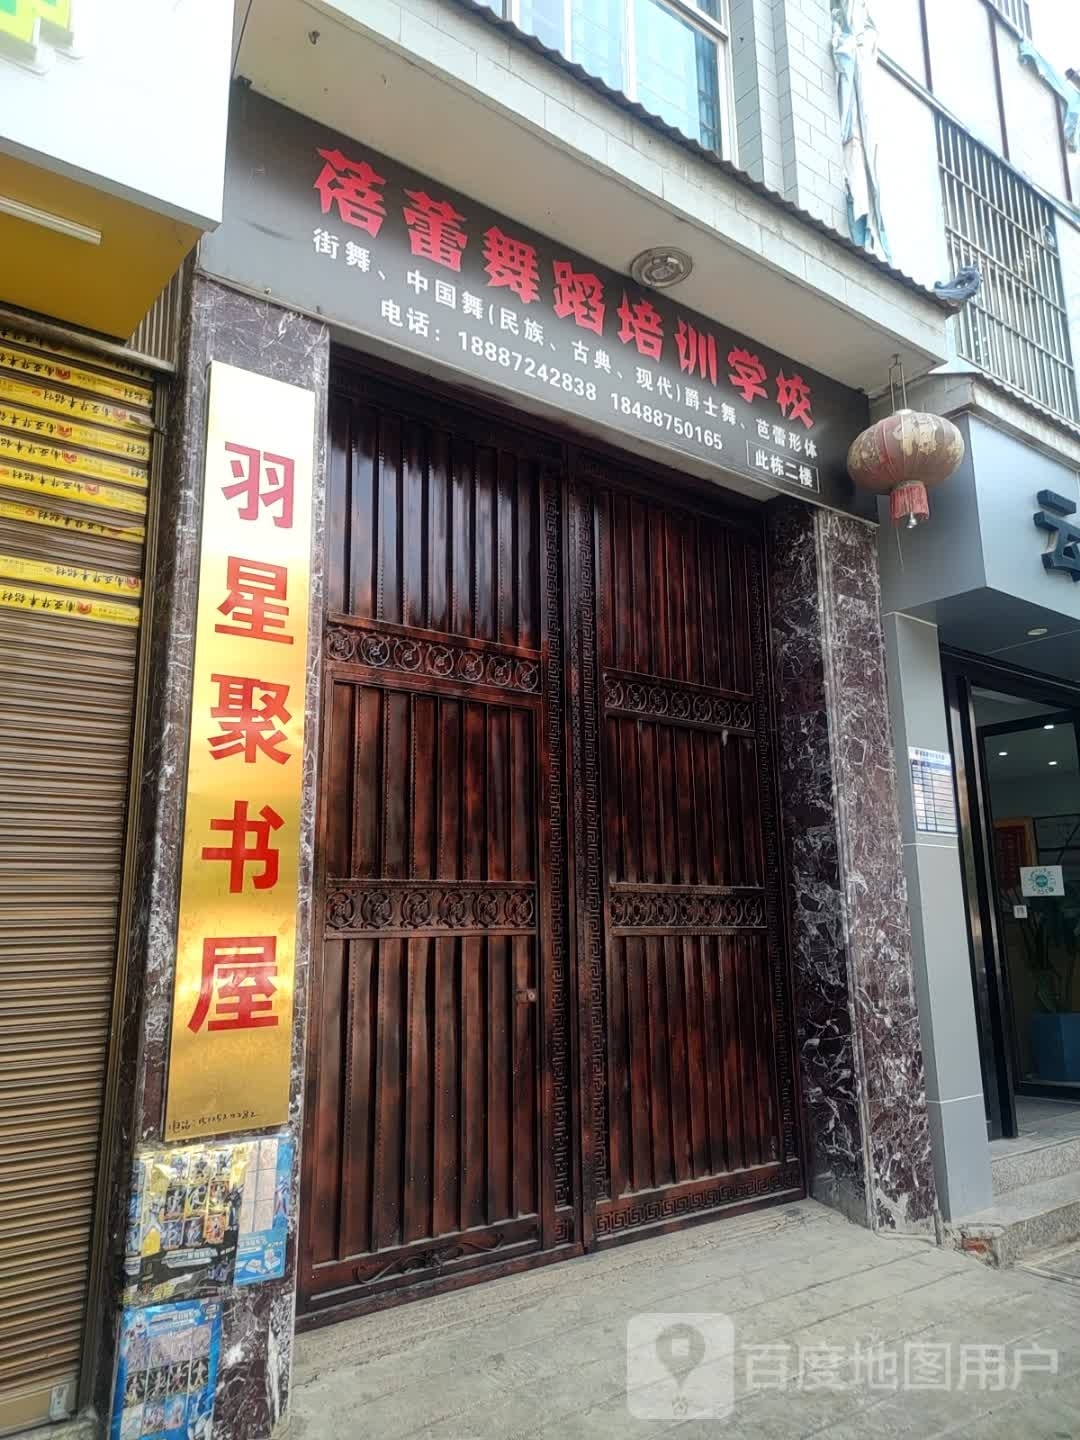 蓓蕾舞蹈培训学校
街舞、中国舞(民族、古典、现代)爵士舞、芭蕾形体
电话：18887242838 18488750165
此栋二楼
羽星聚书屋
云
百度地图用户